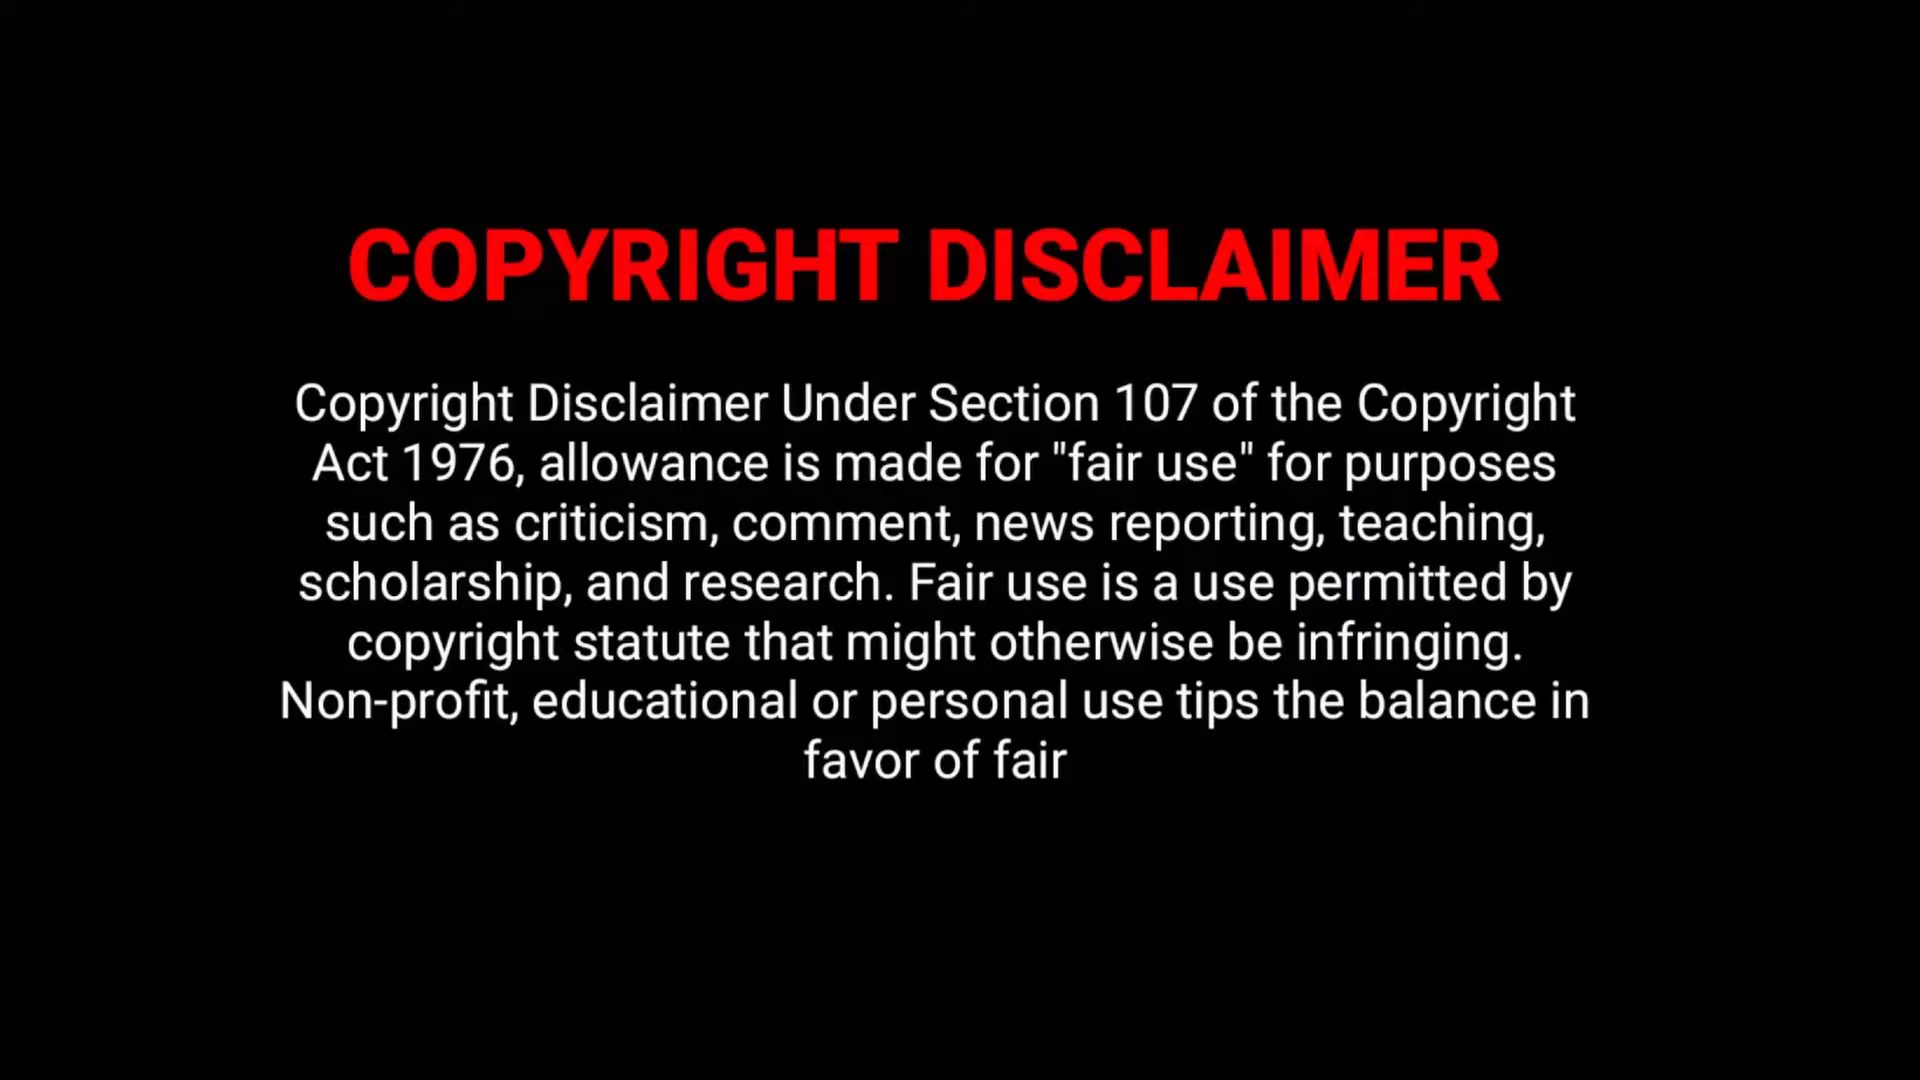 COPYRIGHT DISCLAIMER
Copyright Disclaimer Under Section 107 of the Copyright
Act 1976, allowance is made for "fair use" for purposes
such as criticism, comment, news reporting, teaching,
scholarship, and research. Fair use is a use permitted by
copyright statute that might otherwise be infringing.
Non-profit, educational or personal use tips the balance in
favor of fair